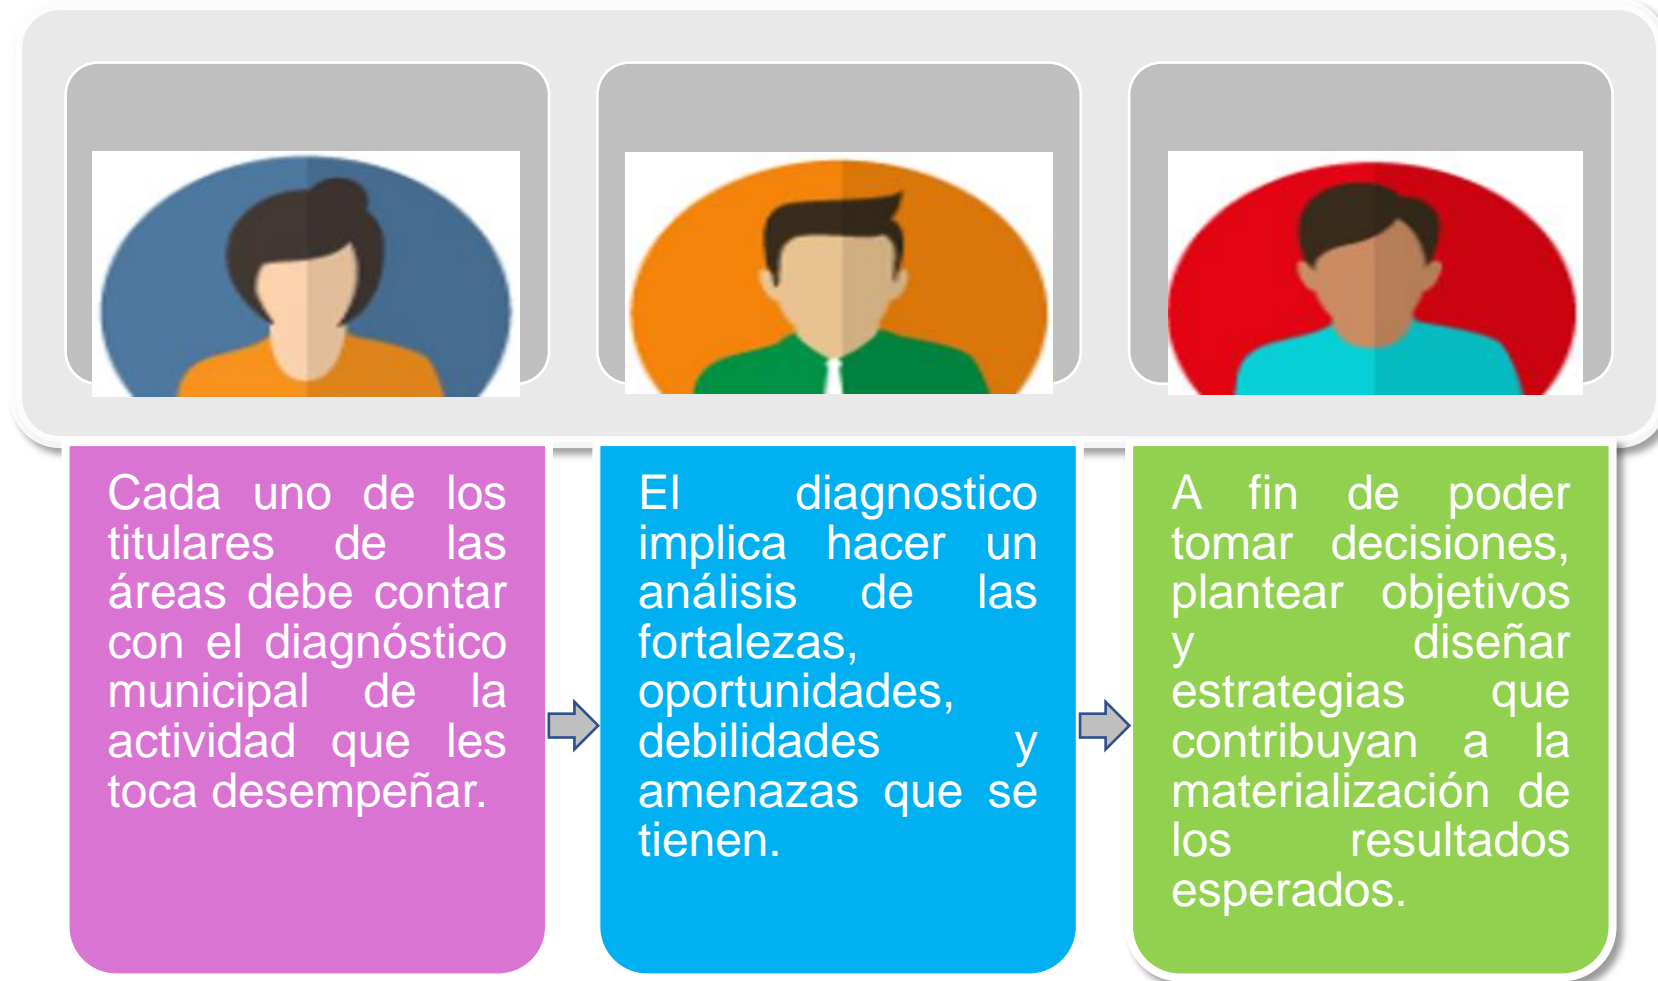 Cada uno de los
titulares de las
áreas debe contar
con el diagnóstico
municipal de la
actividad que les
toca desempeñar.
El diagnostico
implica hacer un
análisis de las
fortalezas,
oportunidades,
debilidades y
amenazas que se
tienen.
A fin de poder
tomar decisiones,
plantear objetivos
y diseñar
estrategias que
contribuyan a la
materialización de
los resultados
esperados.